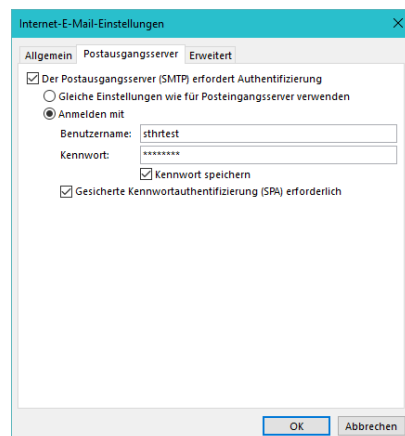 Internet-E-Mail-Einstellungen
Allgemein Postausgangsserver Erweitert
Der Postausgangsserver (SMTP) erfordert Authentifizierung
Gleiche Einstellungen wie für Posteingangsserver verwenden
Anmelden mit
Benutzername: sthrtest
Kennwort: ********
Kennwort speichern
Gesicherte Kennwortauthentifizierung (SPA) erforderlich
OK Abbrechen